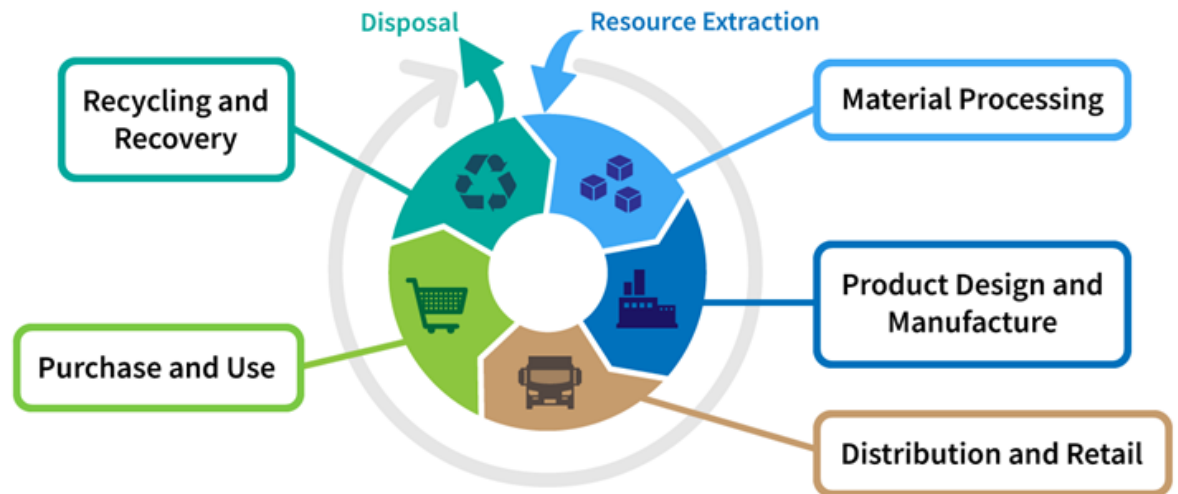 Disposal
Resource Extraction
Recycling and
Recovery
Material Processing
Product Design and
Manufacture
Purchase and Use
Distribution and Retail